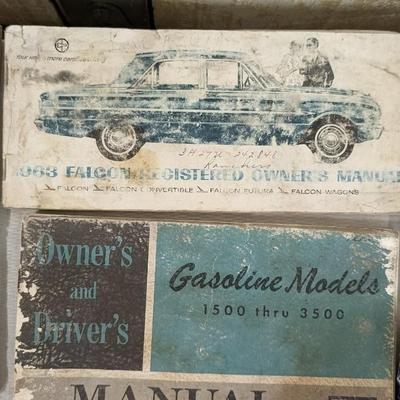 1963 FALCON REGISTERED OWNER'S MANUAL
FALCON FALCON CONVERTIBLE FALCON FUTURA FALCON WAGONS
Owner's
and
Driver's
Gasoline Models
1500 thru 3500
MANUAL